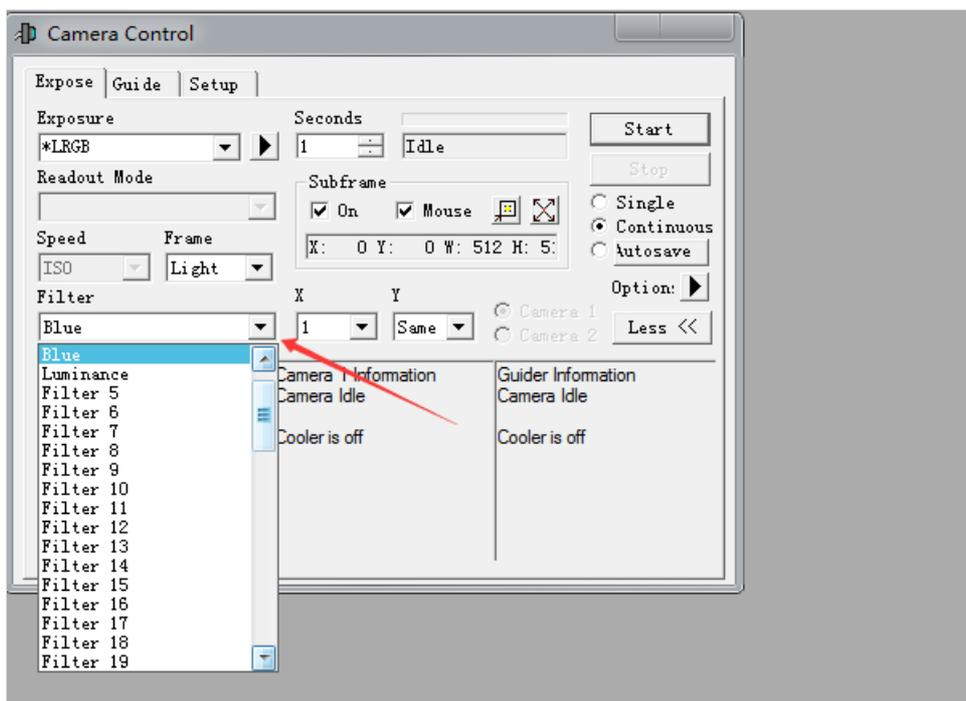 Camera Control
Expose Guide Setup
Exposure Seconds
*LRGB 1 Idle Start
Readout Mode Stop
Subframe
On Mouse Single
Continuous
Speed Frame X: 0 Y: 0 W: 512 H: 5: Autosave
ISO Light Option:
Filter X Y Camera 1
Blue 1 Same Camera 2 Less <<
Blue
Luminance Camera 1 Information Guider Information
Filter 5 Camera Idle Camera Idle
Filter 6
Filter 7 Cooler is off Cooler is off
Filter 8
Filter 9
Filter 10
Filter 11
Filter 12
Filter 13
Filter 14
Filter 15
Filter 16
Filter 17
Filter 18
Filter 19